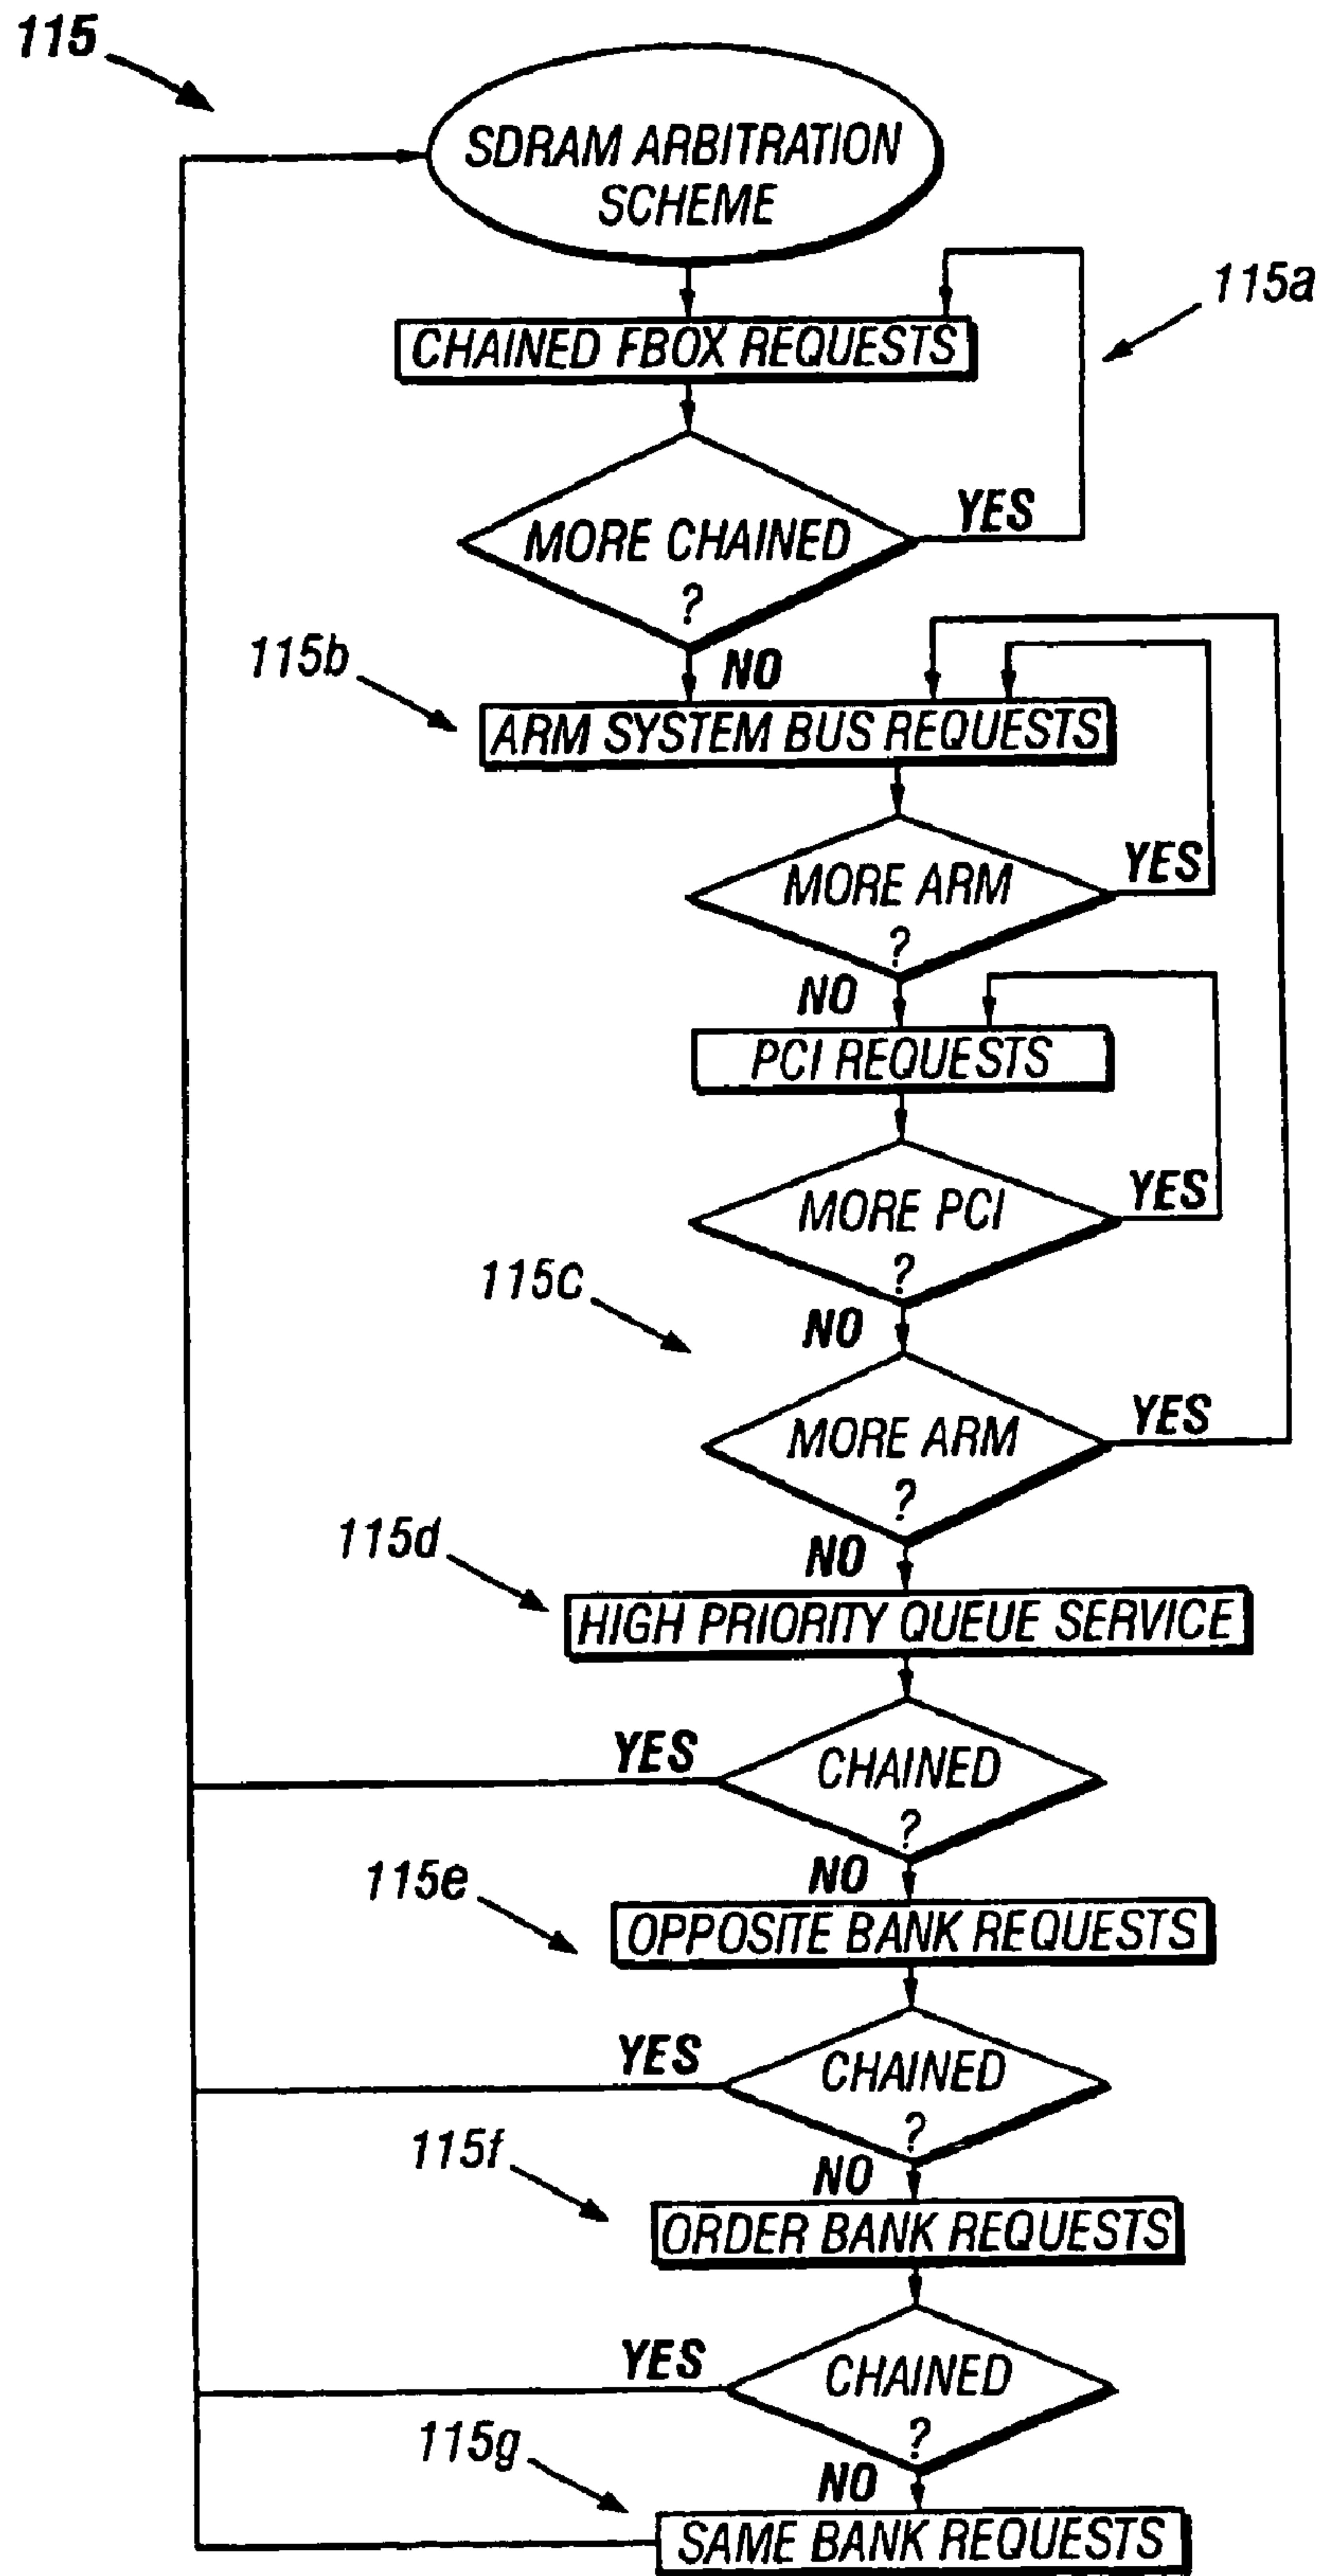 115
SDRAM ARBITRATION
SCHEME
115a
CHAINED FBOX REQUESTS
MORE CHAINED
?
YES
NO
115b
ARM SYSTEM BUS REQUESTS
MORE ARM
?
YES
NO
PCI REQUESTS
MORE PCI
?
YES
NO
115c
MORE ARM
?
YES
NO
115d
HIGH PRIORITY QUEUE SERVICE
YES
CHAINED
?
NO
115e
OPPOSITE BANK REQUESTS
YES
CHAINED
?
NO
115f
ORDER BANK REQUESTS
YES
CHAINED
?
NO
115g
SAME BANK REQUESTS